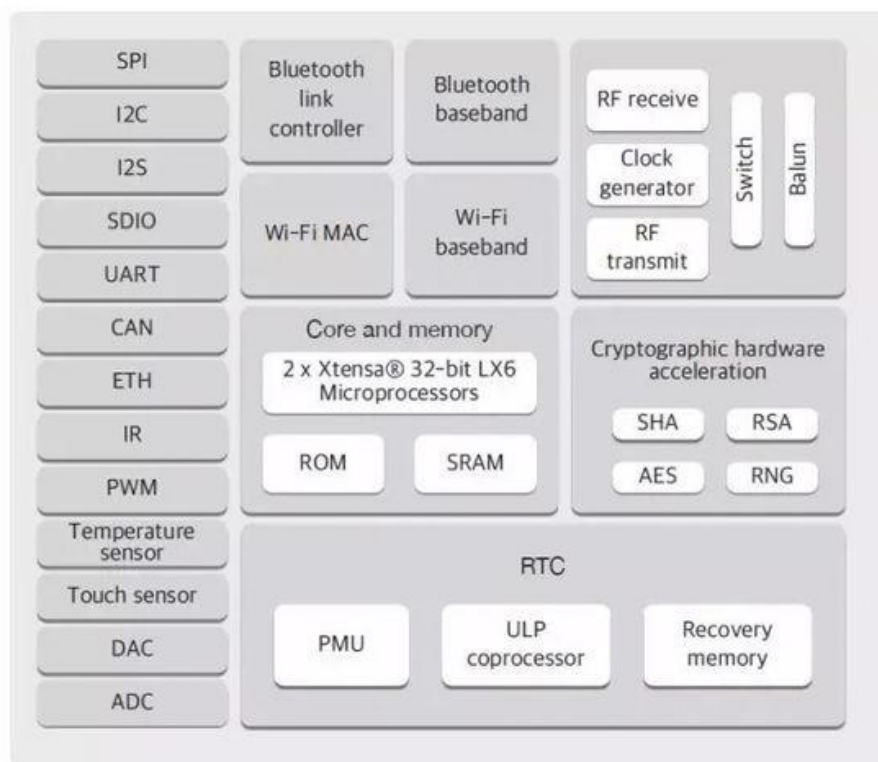 SPI
I2C
I2S
SDIO
UART
CAN
ETH
IR
PWM
Temperature
sensor
Touch sensor
DAC
ADC
Bluetooth
link
controller
Bluetooth
baseband
Wi-Fi MAC
Wi-Fi
baseband
RF receive
Clock
generator
RF
transmit
Switch
Balun
Core and memory
2 x Xtensa® 32-bit LX6
Microprocessors
ROM
SRAM
Cryptographic hardware
acceleration
SHA
RSA
AES
RNG
RTC
PMU
ULP
coprocessor
Recovery
memory